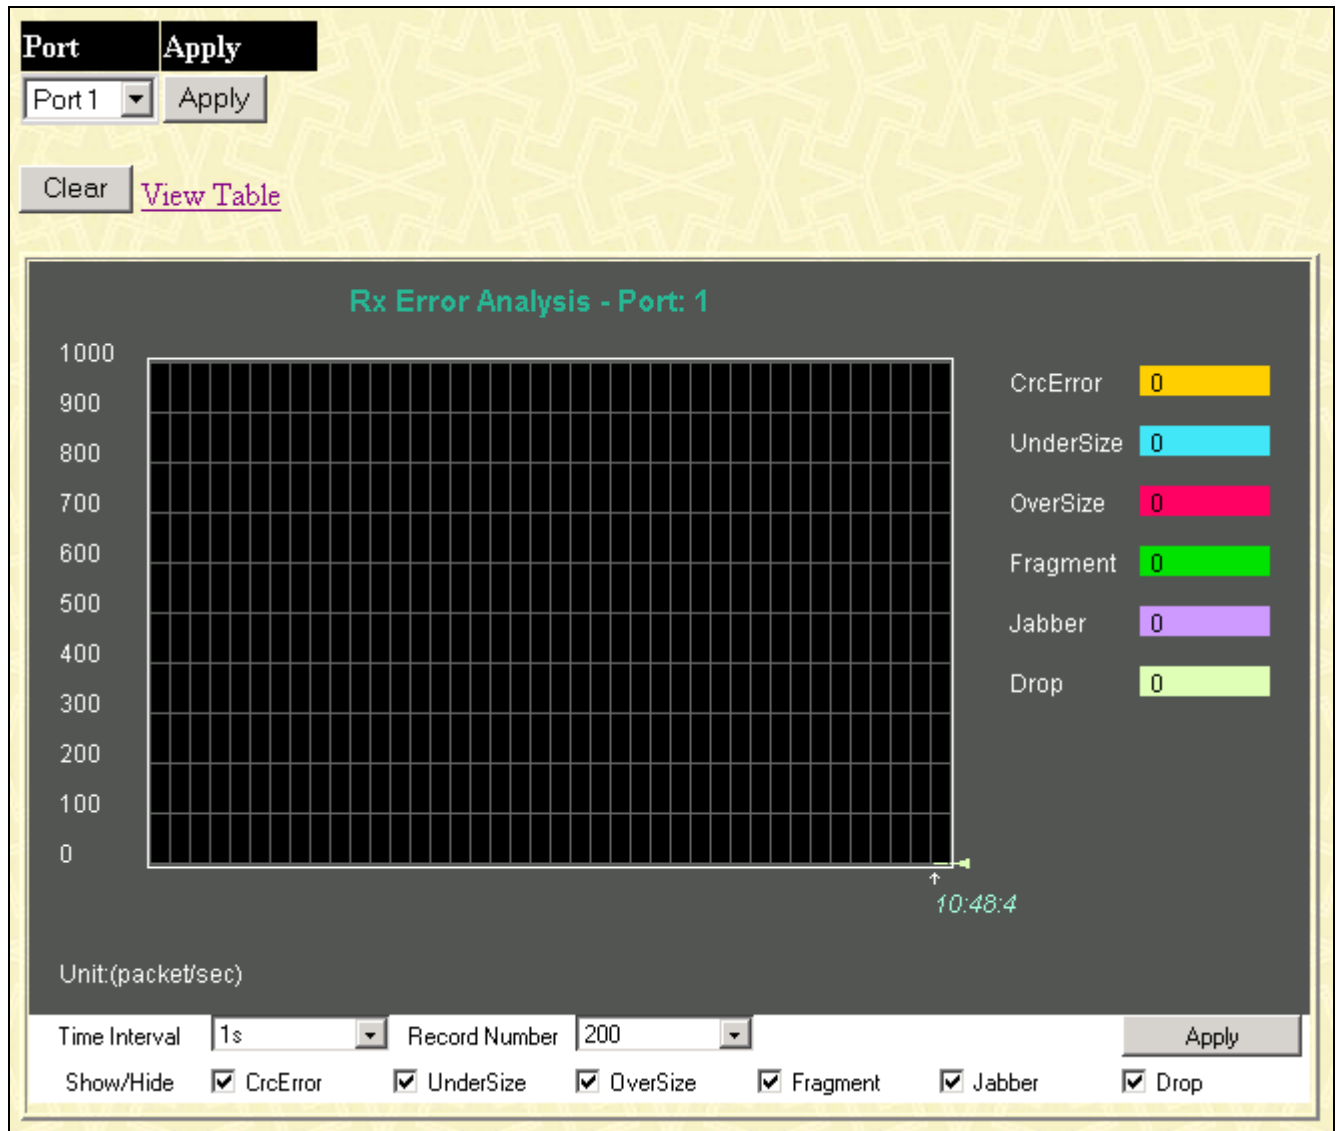 Port Apply
Port 1 Apply
Clear View Table
Rx Error Analysis - Port: 1
1000
900
800
700
600
500
400
300
200
100
0
CrcError 0
UnderSize 0
OverSize 0
Fragment 0
Jabber 0
Drop 0
10:48:4
Unit:(packet/sec)
Time Interval 1s Record Number 200 Apply
Show/Hide CrcError UnderSize OverSize Fragment Jabber Drop